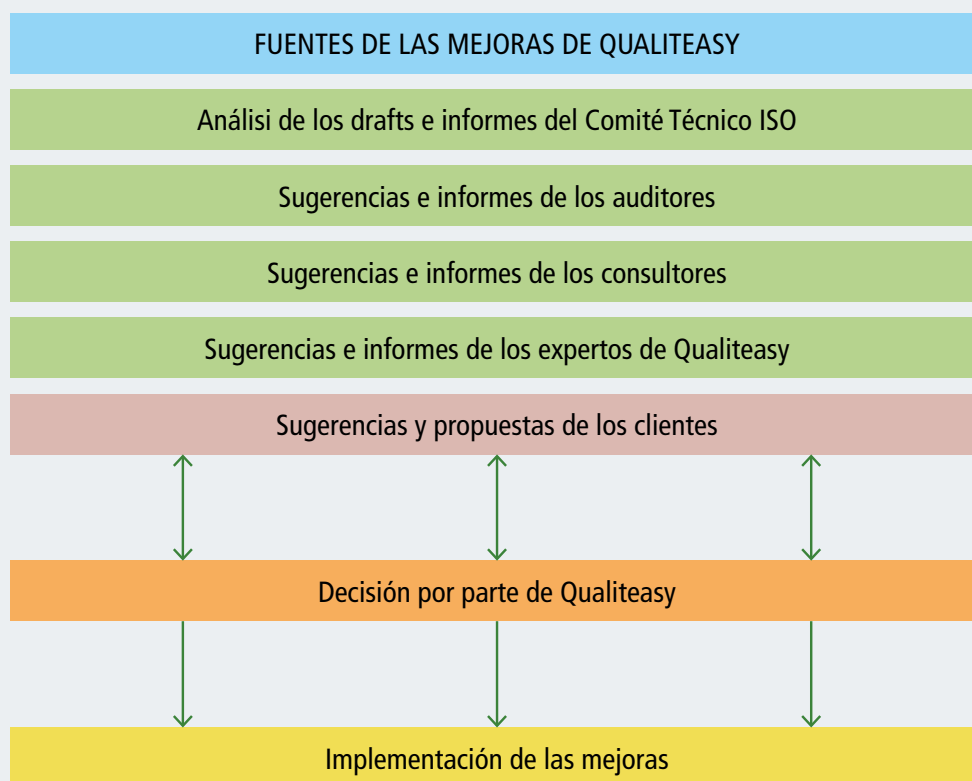 FUENTES DE LAS MEJORAS DE QUALITEASY
Análisi de los drafts e informes del Comité Técnico ISO
Sugerencias e informes de los auditores
Sugerencias e informes de los consultores
Sugerencias e informes de los expertos de Qualiteasy
Sugerencias y propuestas de los clientes
Decisión por parte de Qualiteasy
Implementación de las mejoras